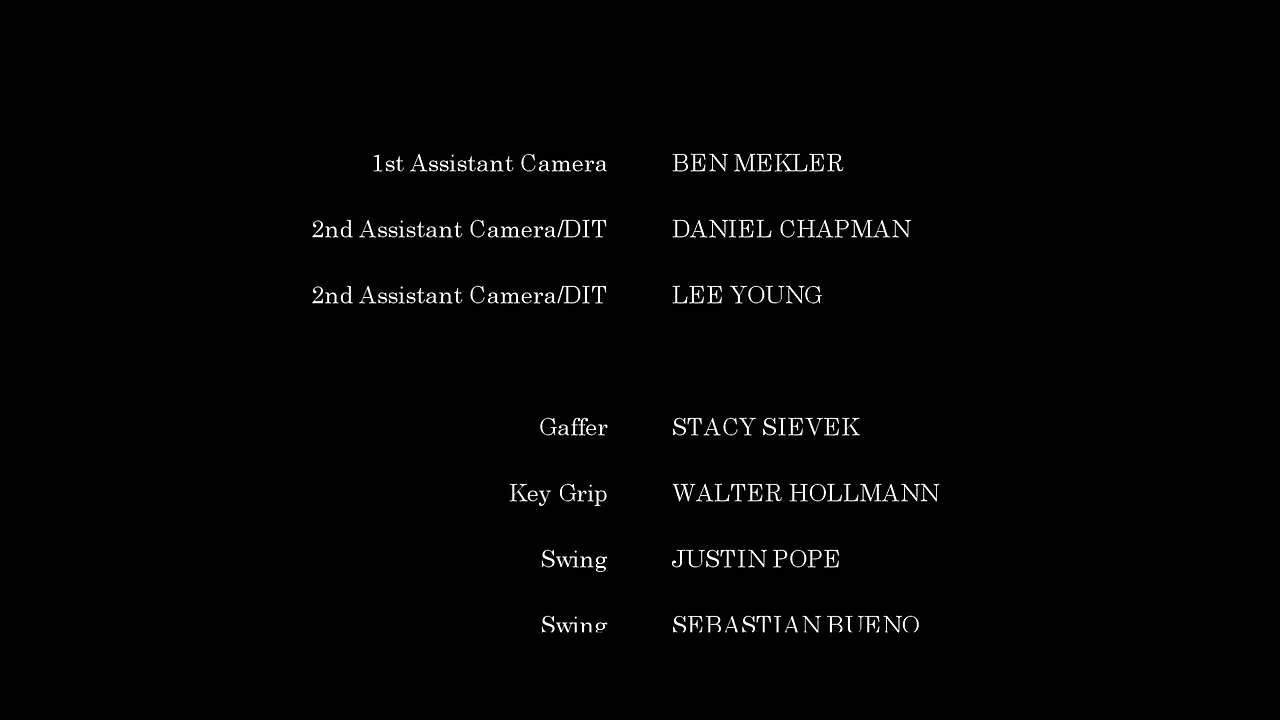 1st Assistant Camera BEN MEKLER
2nd Assistant Camera/DIT DANIEL CHAPMAN
2nd Assistant Camera/DIT LEE YOUNG
Gaffer STACY SIEVEK
Key Grip WALTER HOLLMANN
Swing JUSTIN POPE
Swing SEBASTIAN BUENO